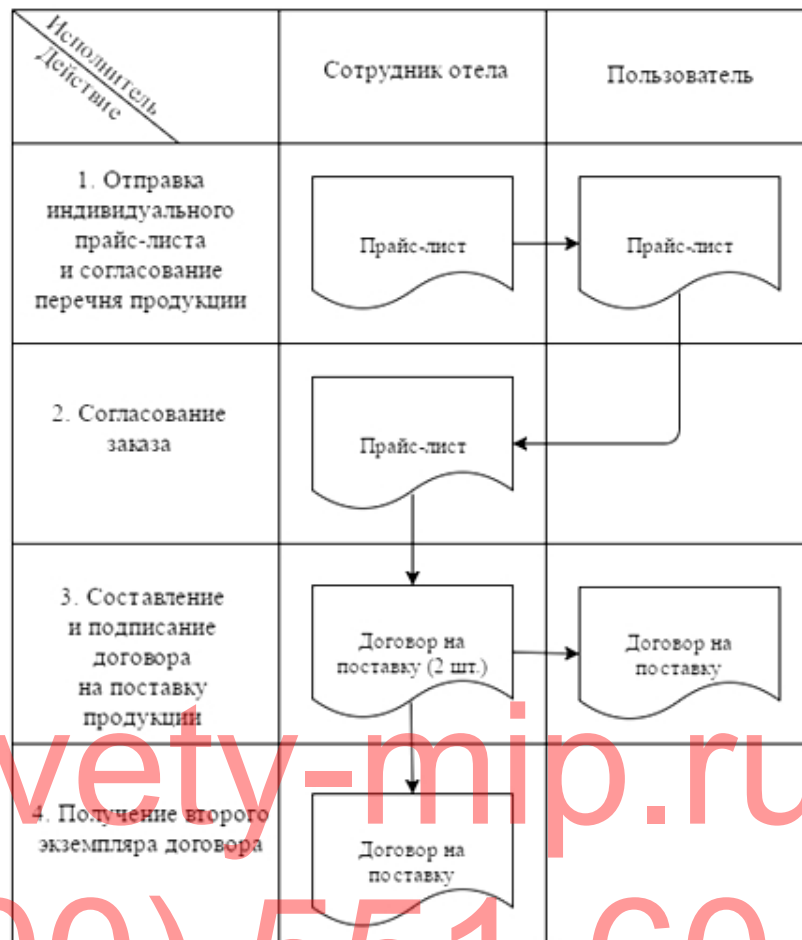 Исполнитель
Действие
Сотрудник отела
Пользователь
1. Отправка
индивидуального
прайс-листа
и согласование
перечня продукции
Прайс-лист
Прайс-лист
2. Согласование
заказа
Прайс-лист
3. Составление
и подписание
договора
на поставку
продукции
Договор на
поставку (2 шт.)
Договор на
поставку
4. Получение второго
экземпляра договора
Договор на
поставку
vety-mip.ru